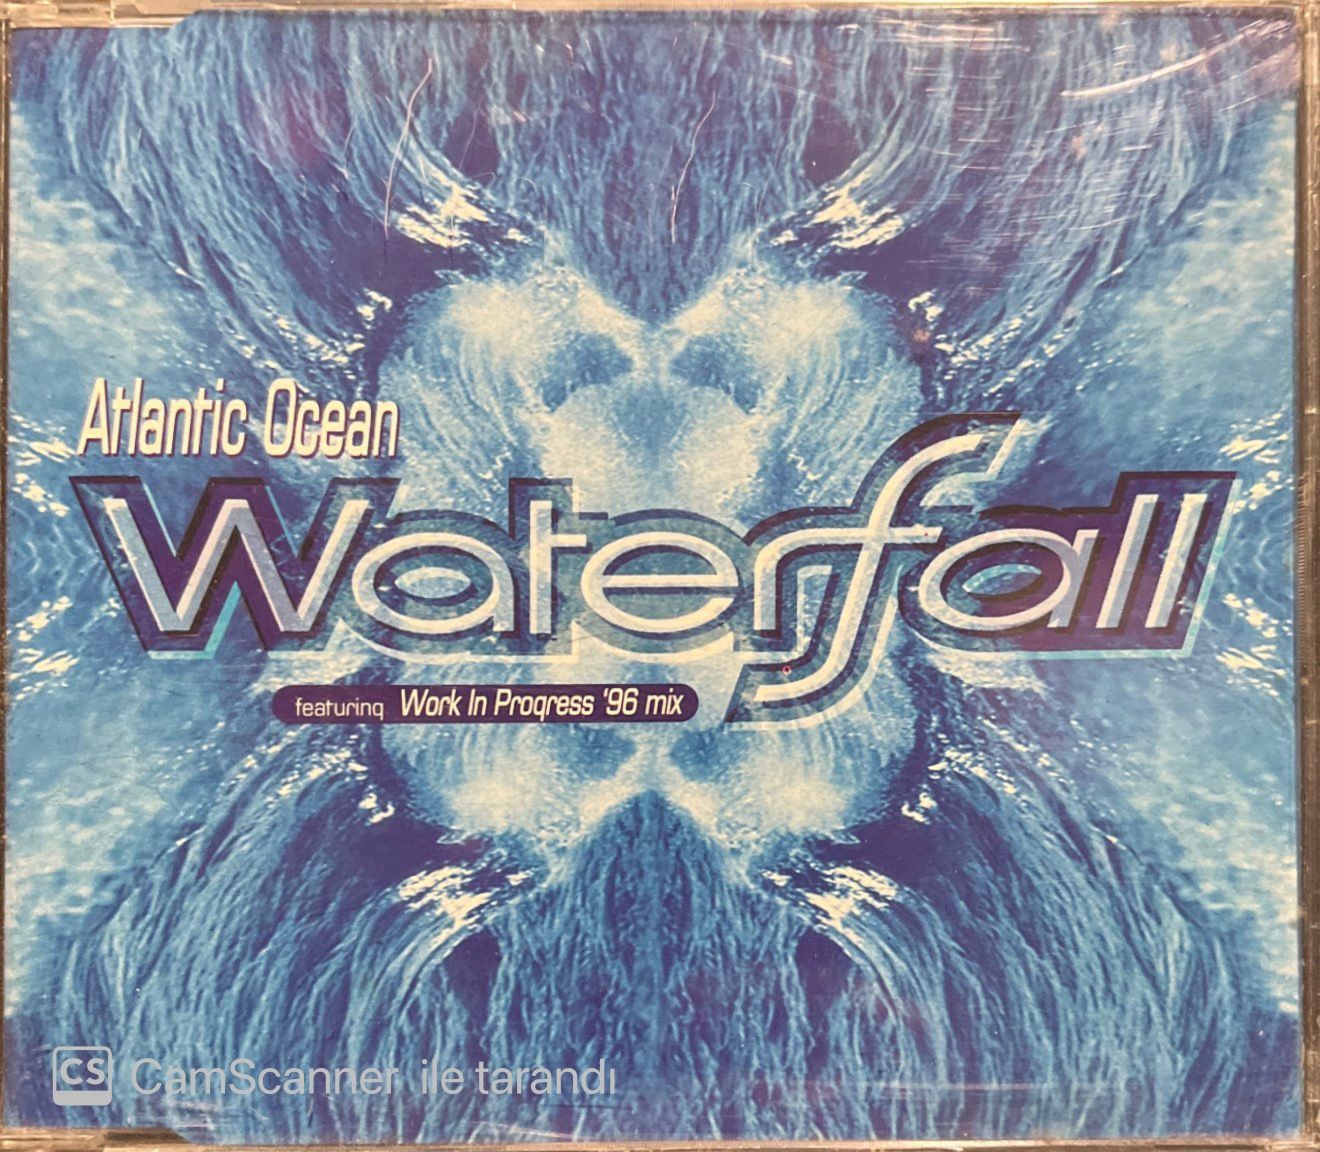 Atlantic Ocean
Waterfall
featuring Work In Progress '96 mix
CS CamScanner ile tarandı